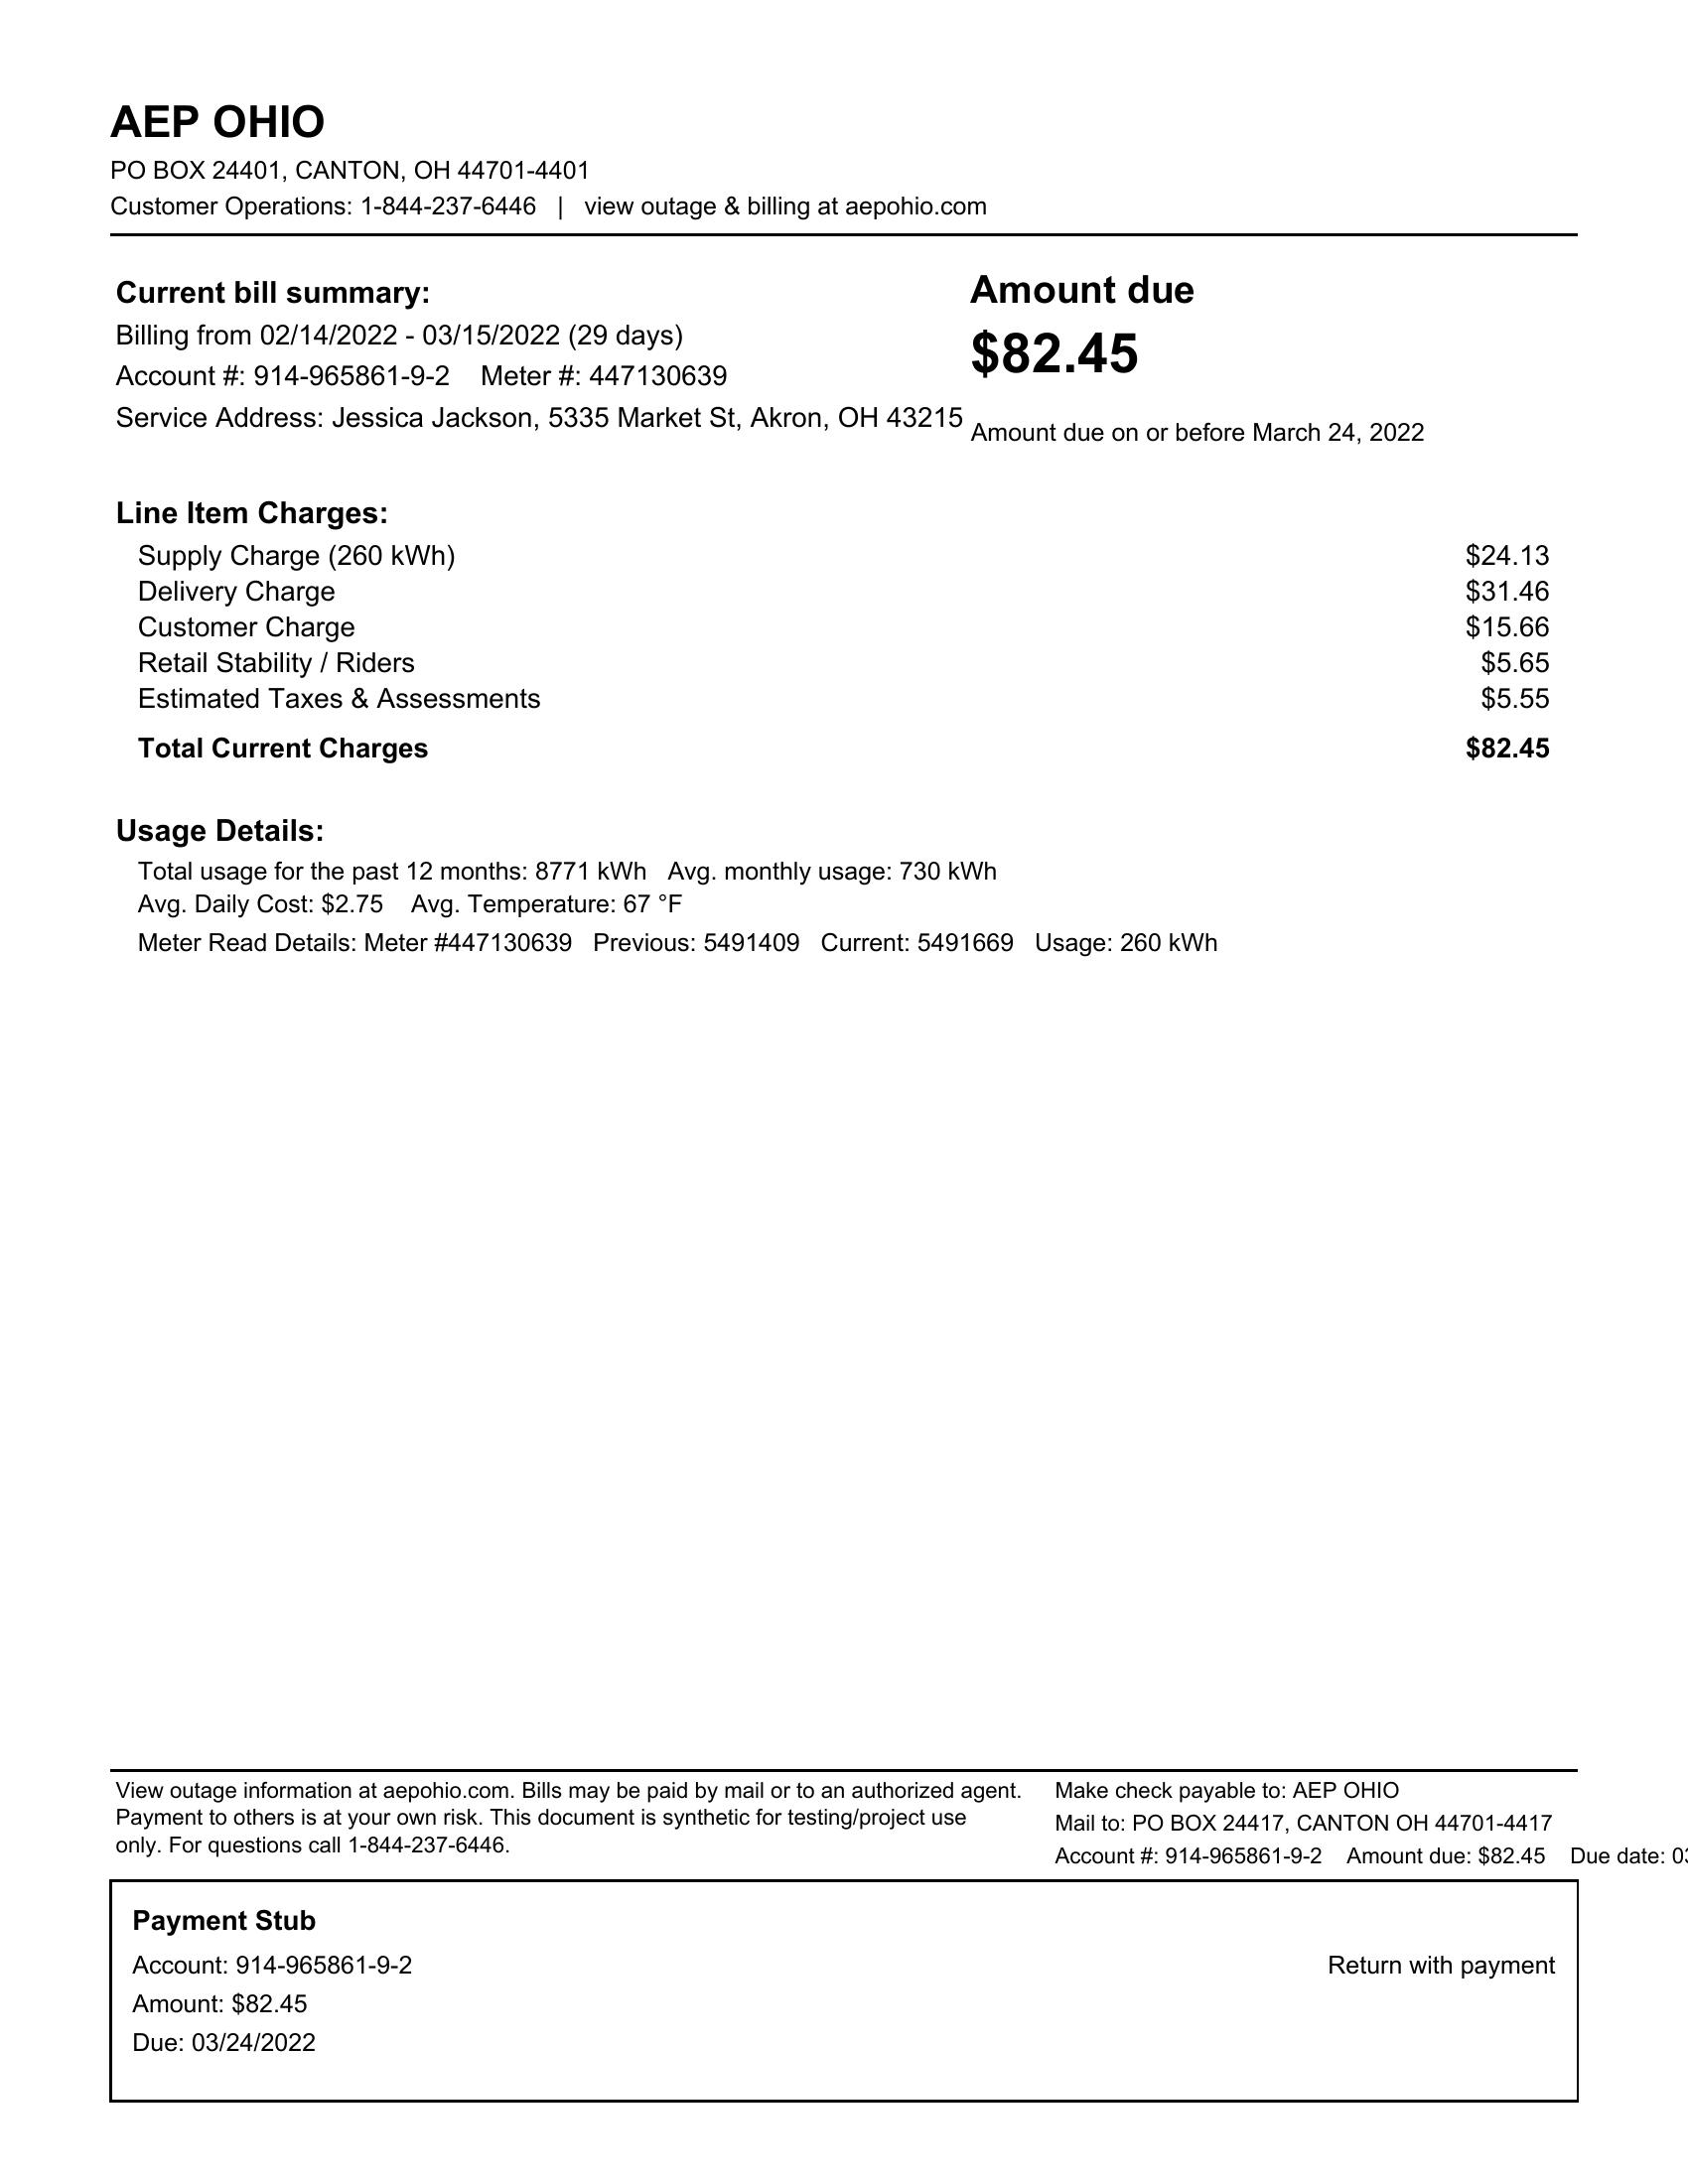 AEP OHIO
PO BOX 24401, CANTON, OH 44701-4401
Customer Operations: 1-844-237-6446 | view outage & billing at aepohio.com
Current bill summary:
Billing from 02/14/2022 - 03/15/2022 (29 days)
Account #: 914-965861-9-2 Meter #: 447130639
Service Address: Jessica Jackson, 5335 Market St, Akron, OH 43215
Amount due
$82.45
Amount due on or before March 24, 2022
Line Item Charges:
Supply Charge (260 kWh) $24.13
Delivery Charge $31.46
Customer Charge $15.66
Retail Stability / Riders $5.65
Estimated Taxes & Assessments $5.55
Total Current Charges $82.45
Usage Details:
Total usage for the past 12 months: 8771 kWh Avg. monthly usage: 730 kWh
Avg. Daily Cost: $2.75 Avg. Temperature: 67 °F
Meter Read Details: Meter #447130639 Previous: 5491409 Current: 5491669 Usage: 260 kWh
View outage information at aepohio.com. Bills may be paid by mail or to an authorized agent.
Payment to others is at your own risk. This document is synthetic for testing/project use
only. For questions call 1-844-237-6446.
Make check payable to: AEP OHIO
Mail to: PO BOX 24417, CANTON OH 44701-4417
Account #: 914-965861-9-2 Amount due: $82.45 Due date:
Payment Stub
Account: 914-965861-9-2
Return with payment
Amount: $82.45
Due: 03/24/2022